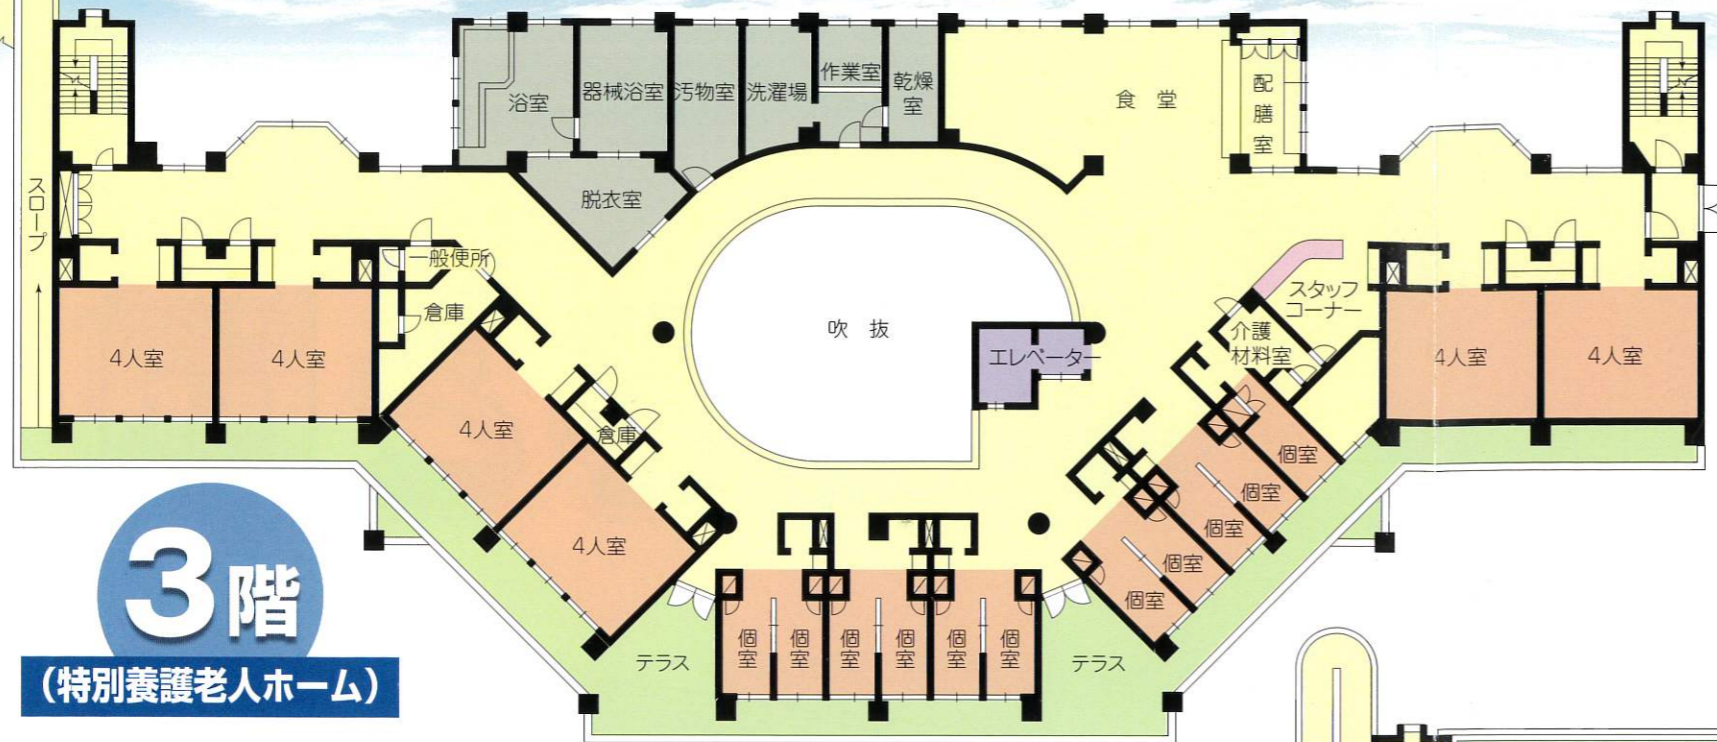 浴室
器械浴室
汚物室
洗濯場
作業室
乾燥
室
食 堂
配
膳
室
脱衣室
スロープ
一般便所
倉庫
4人室
4人室
吹 抜
エレベーター
スタッフ
コーナー
介護
材料室
4人室
4人室
4人室
倉庫
4人室
個室
個室
個室
個室
個室
個室
個室
個室
個室
個室
個室
テラス
テラス
3階
(特別養護老人ホーム)